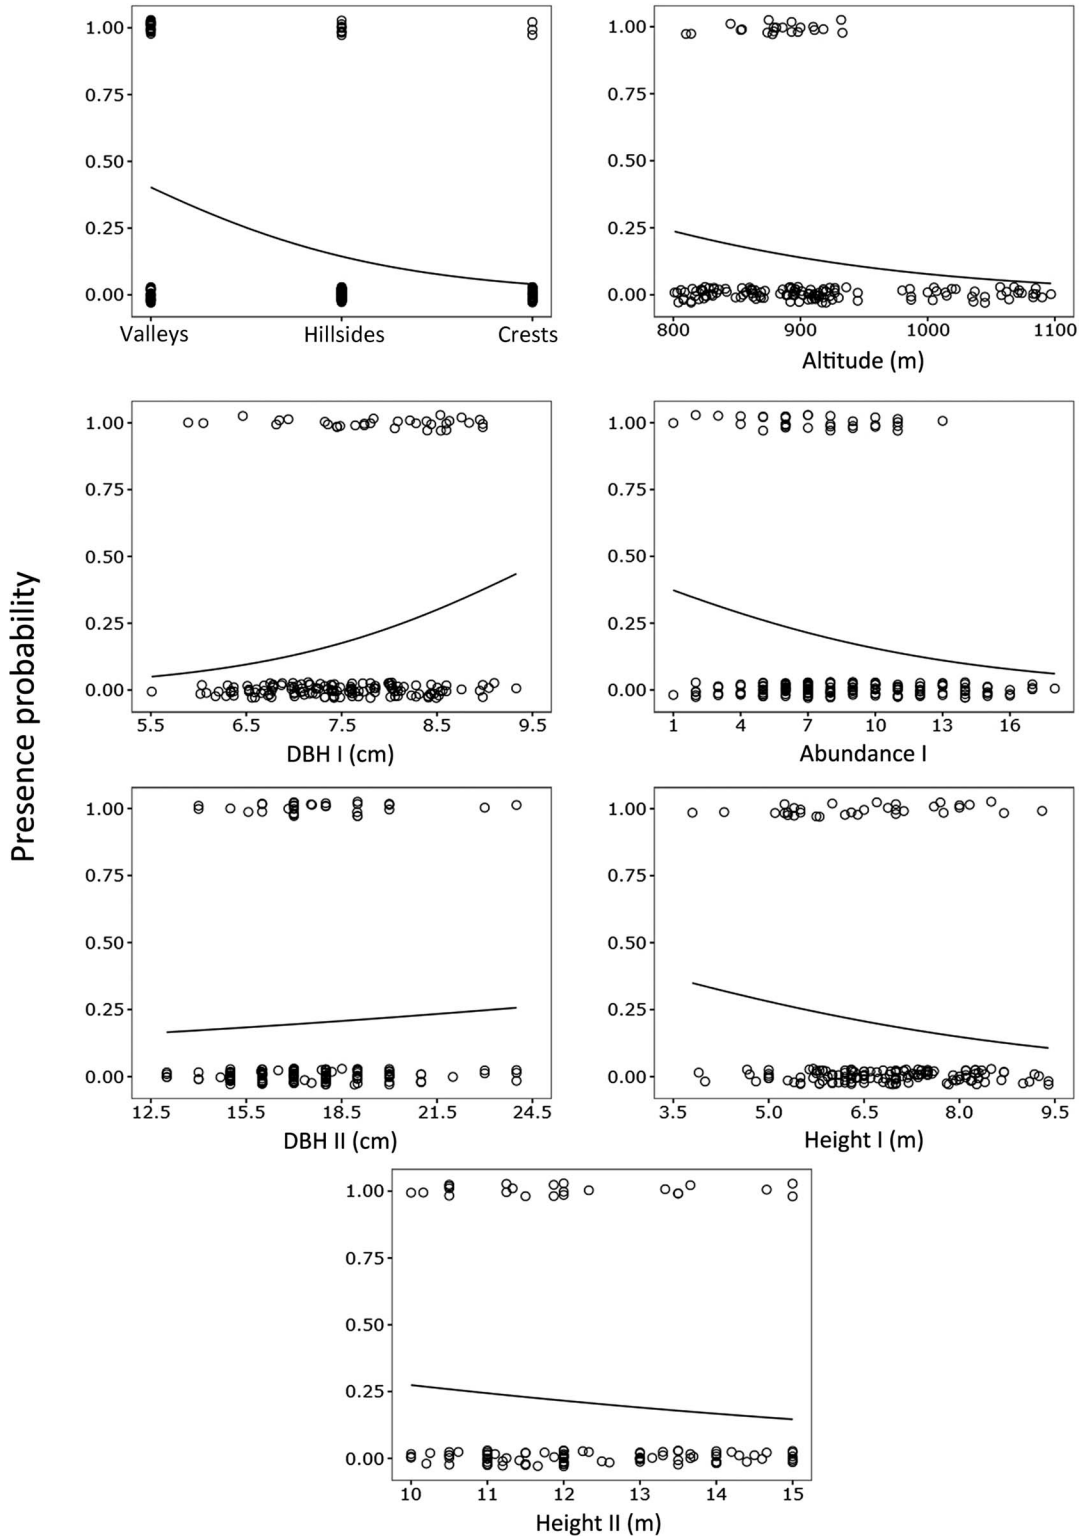 Presence probability
1.00
0.75
0.50
0.25
0.00
Valleys Hillsides Crests
1.00
0.75
0.50
0.25
0.00
800 900 1000 1100
Altitude (m)
1.00
0.75
0.50
0.25
0.00
5.5 6.5 7.5 8.5 9.5
DBH I (cm)
1.00
0.75
0.50
0.25
0.00
1 4 7 10 13 16
Abundance I
1.00
0.75
0.50
0.25
0.00
12.5 15.5 18.5 21.5 24.5
DBH II (cm)
1.00
0.75
0.50
0.25
0.00
3.5 5.0 6.5 8.0 9.5
Height I (m)
1.00
0.75
0.50
0.25
0.00
10 11 12 13 14 15
Height II (m)